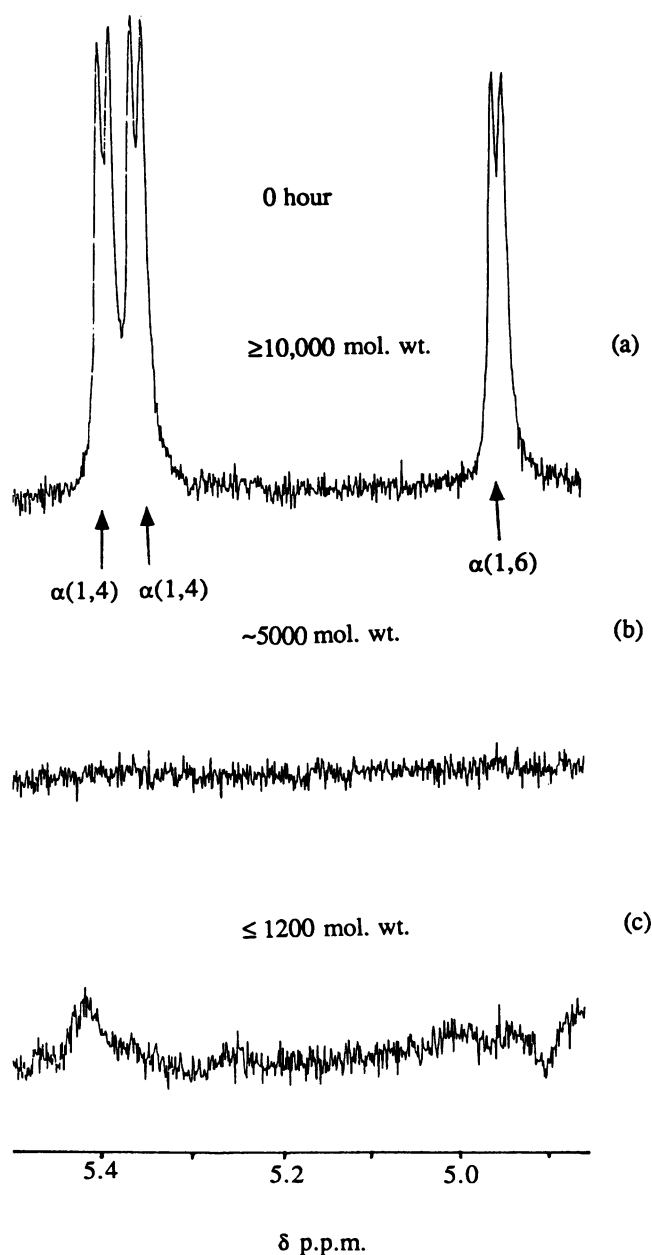 0 hour
≥10,000 mol. wt.
(a)
α(1,4)
α(1,4)
α(1,6)
~5000 mol. wt.
(b)
≤ 1200 mol. wt.
(c)
5.4
5.2
5.0
δ p.p.m.